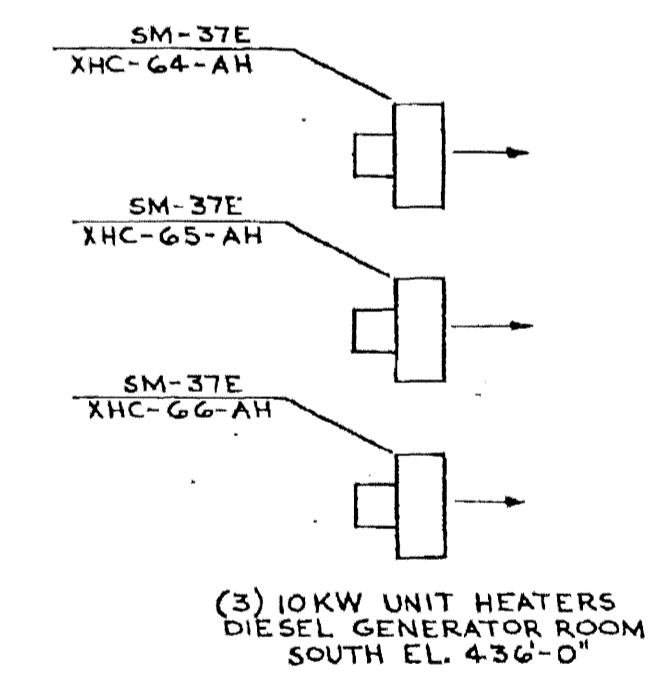 SM-37E
XHC-64-AH
SM-37E
XHC-65-AH
SM-37E
XHC-66-AH
(3) 10KW UNIT HEATERS
DIESEL GENERATOR ROOM
SOUTH EL. 436'-0"